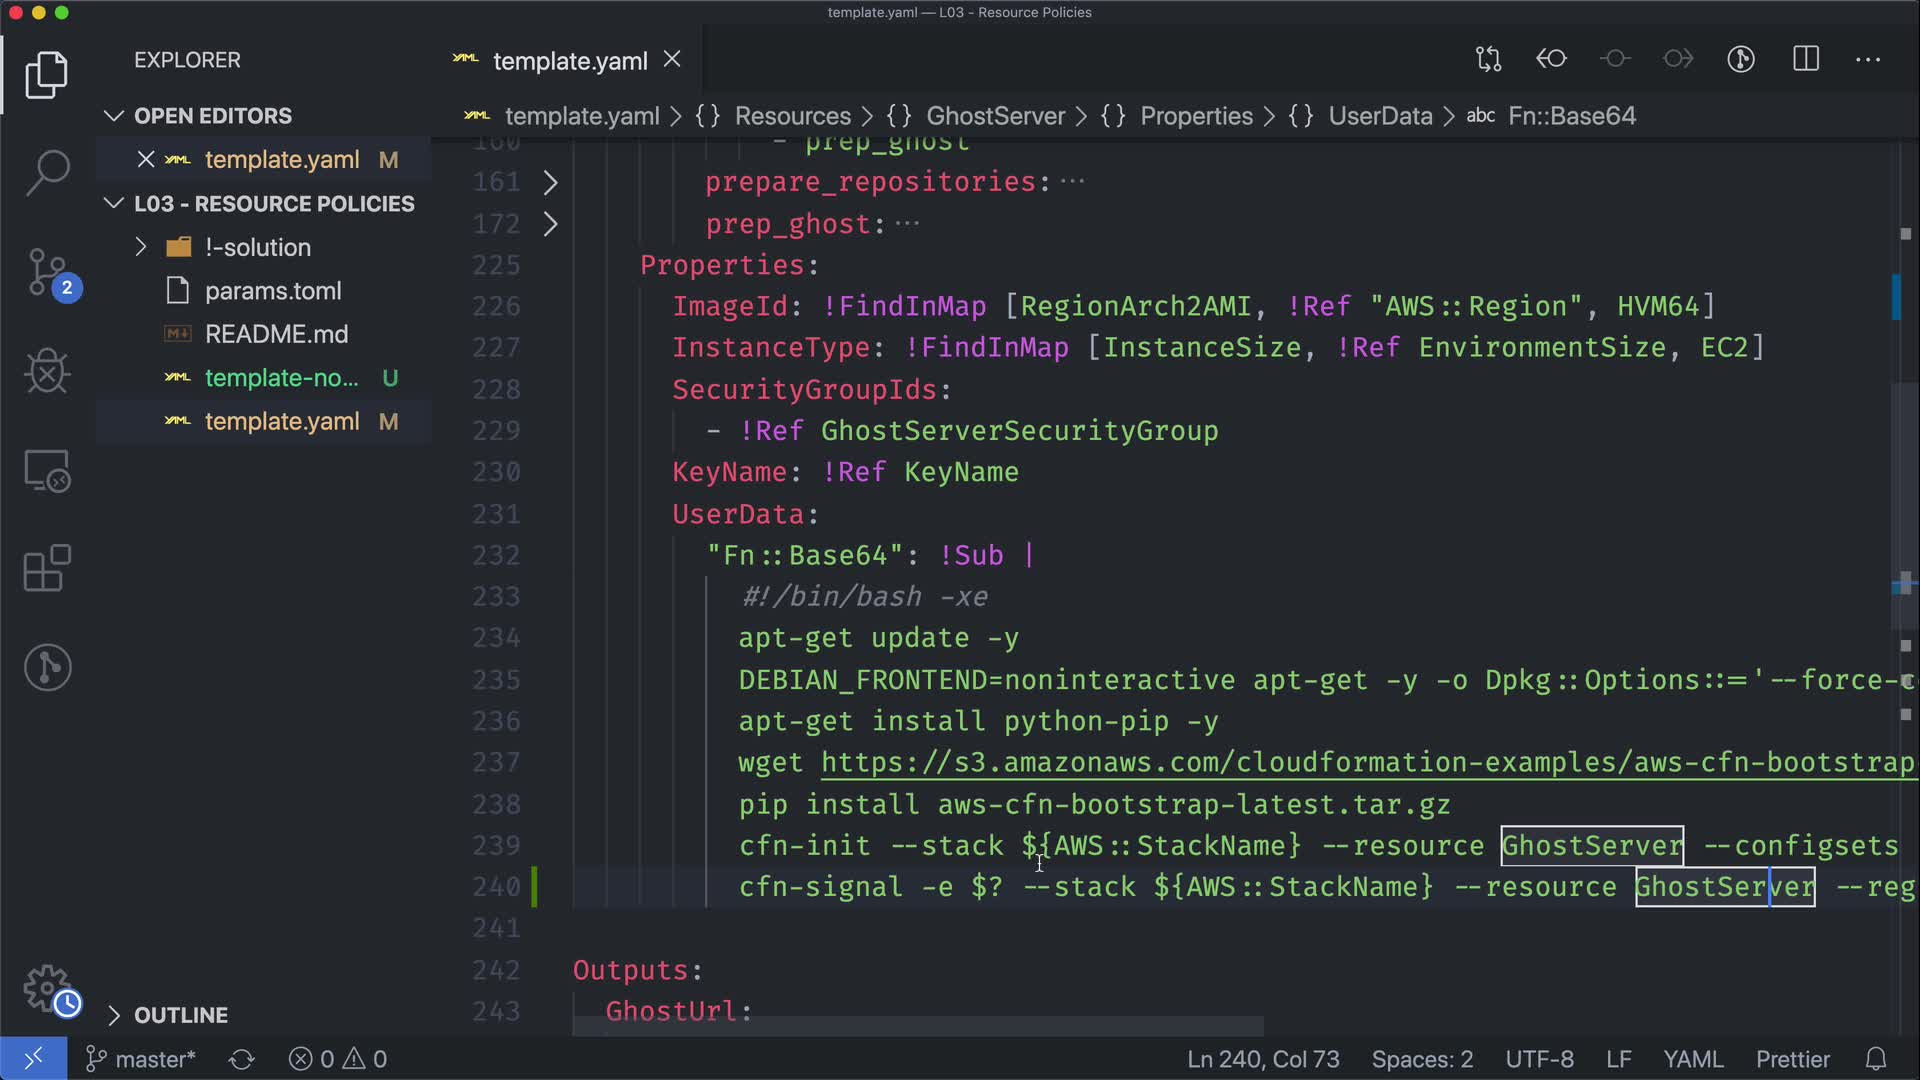 template.yaml — L03 - Resource Policies
EXPLORER
template.yaml
OPEN EDITORS
template.yaml M
L03 - RESOURCE POLICIES
!-solution
params.toml
README.md
template-no... U
template.yaml M
OUTLINE
2
template.yaml > {} Resources > {} GhostServer > {} Properties > {} UserData > abc Fn::Base64
160 - prep_ghost
161 prepare_repositories: ...
172 prep_ghost: ...
225 Properties:
226 ImageId: !FindInMap [RegionArch2AMI, !Ref "AWS::Region", HVM64]
227 InstanceType: !FindInMap [InstanceSize, !Ref EnvironmentSize, EC2]
228 SecurityGroupIds:
229 - !Ref GhostServerSecurityGroup
230 KeyName: !Ref KeyName
231 UserData:
232 "Fn::Base64": !Sub |
233 #!/bin/bash -xe
234 apt-get update -y
235 DEBIAN_FRONTEND=noninteractive apt-get -y -o Dpkg::Options::='--force-c
236 apt-get install python-pip -y
237 wget https://s3.amazonaws.com/cloudformation-examples/aws-cfn-bootstrap
238 pip install aws-cfn-bootstrap-latest.tar.gz
239 cfn-init --stack ${AWS::StackName} --resource GhostServer --configsets
240 cfn-signal -e $? --stack ${AWS::StackName} --resource GhostServer --reg
241
242 Outputs:
243 GhostUrl:
master* 0 0 Ln 240, Col 73 Spaces: 2 UTF-8 LF YAML Prettier